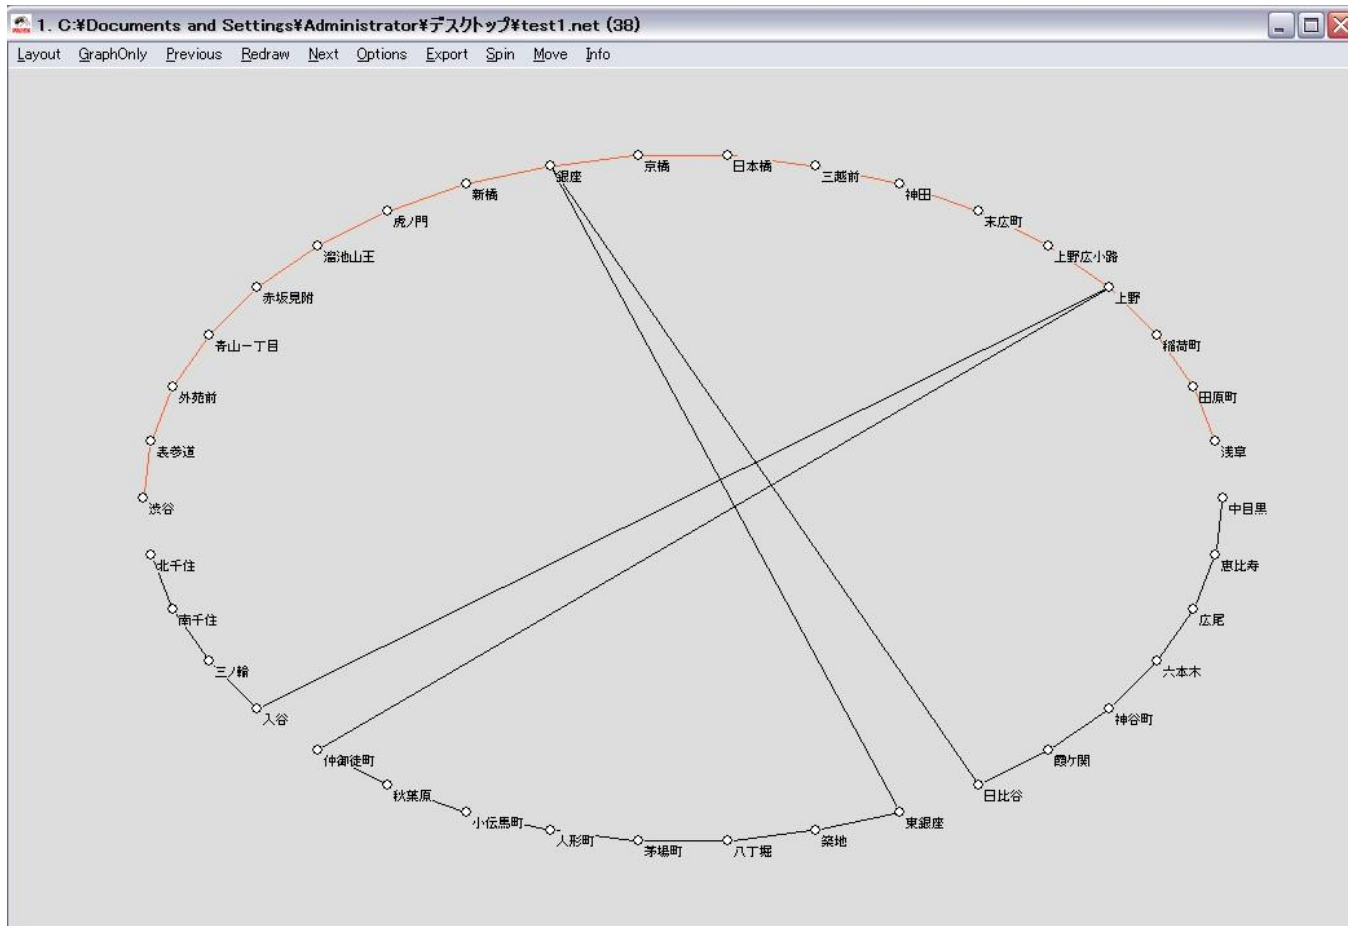 1. C:¥Documents and Settings¥Administrator¥デスクトップ¥test1.net (38)
Layout GraphOnly Previous Redraw Next Options Export Spin Move Info
京橋
日本橋
銀座
三越前
新橋
神田
虎ノ門
末広町
溜池山王
上野広小路
赤坂見附
上野
青山一丁目
稲荷町
外苑前
田原町
表参道
浅草
渋谷
中目黒
北千住
恵比寿
南千住
広尾
三ノ輪
六本木
入谷
神谷町
仲御徒町
霞ケ関
秋葉原
日比谷
小伝馬町
東銀座
人形町
築地
茅場町
八丁堀